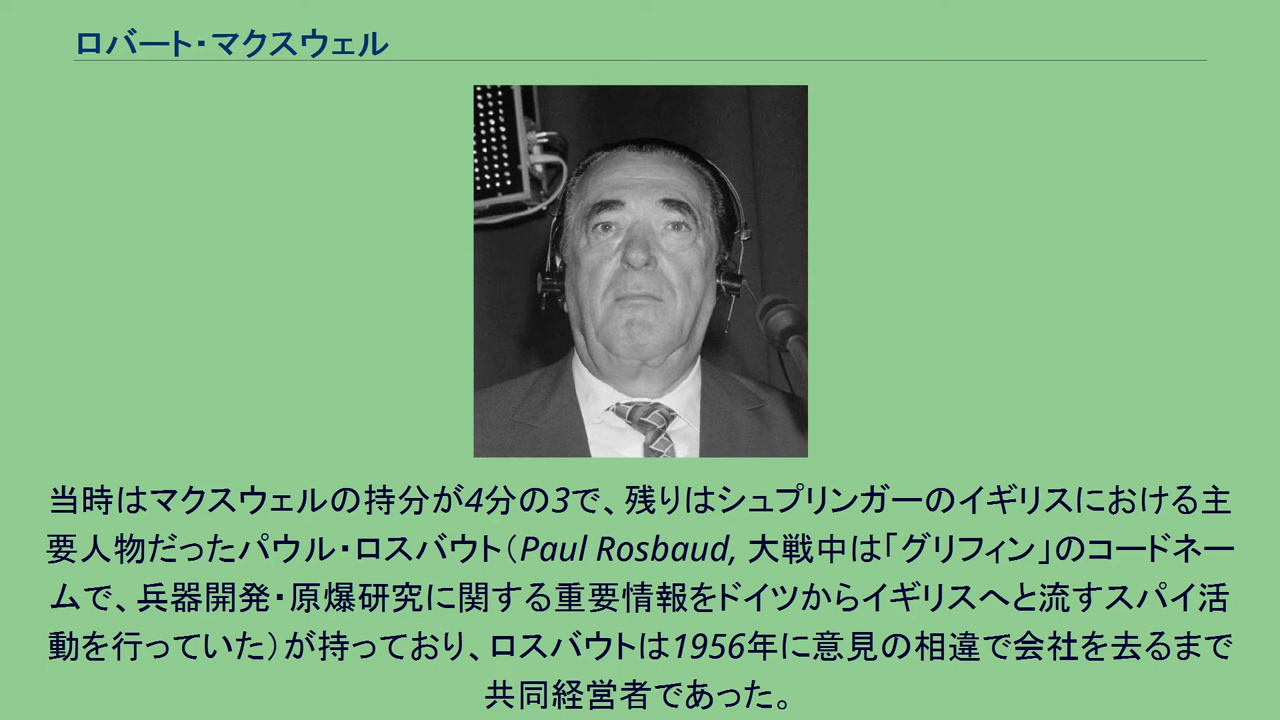 ロバート・マクスウェル
当時はマクスウェルの持分が4分の3で、残りはシュプリンガーのイギリスにおける主
要人物だったパウル・ロスバウト（Paul Rosbaud, 大戦中は「グリフィン」のコードネー
ムで、兵器開発・原爆研究に関する重要情報をドイツからイギリスへと流すスパイ活
動を行っていた）が持っており、ロスバウトは1956年に意見の相違で会社を去るまで
共同経営者であった。